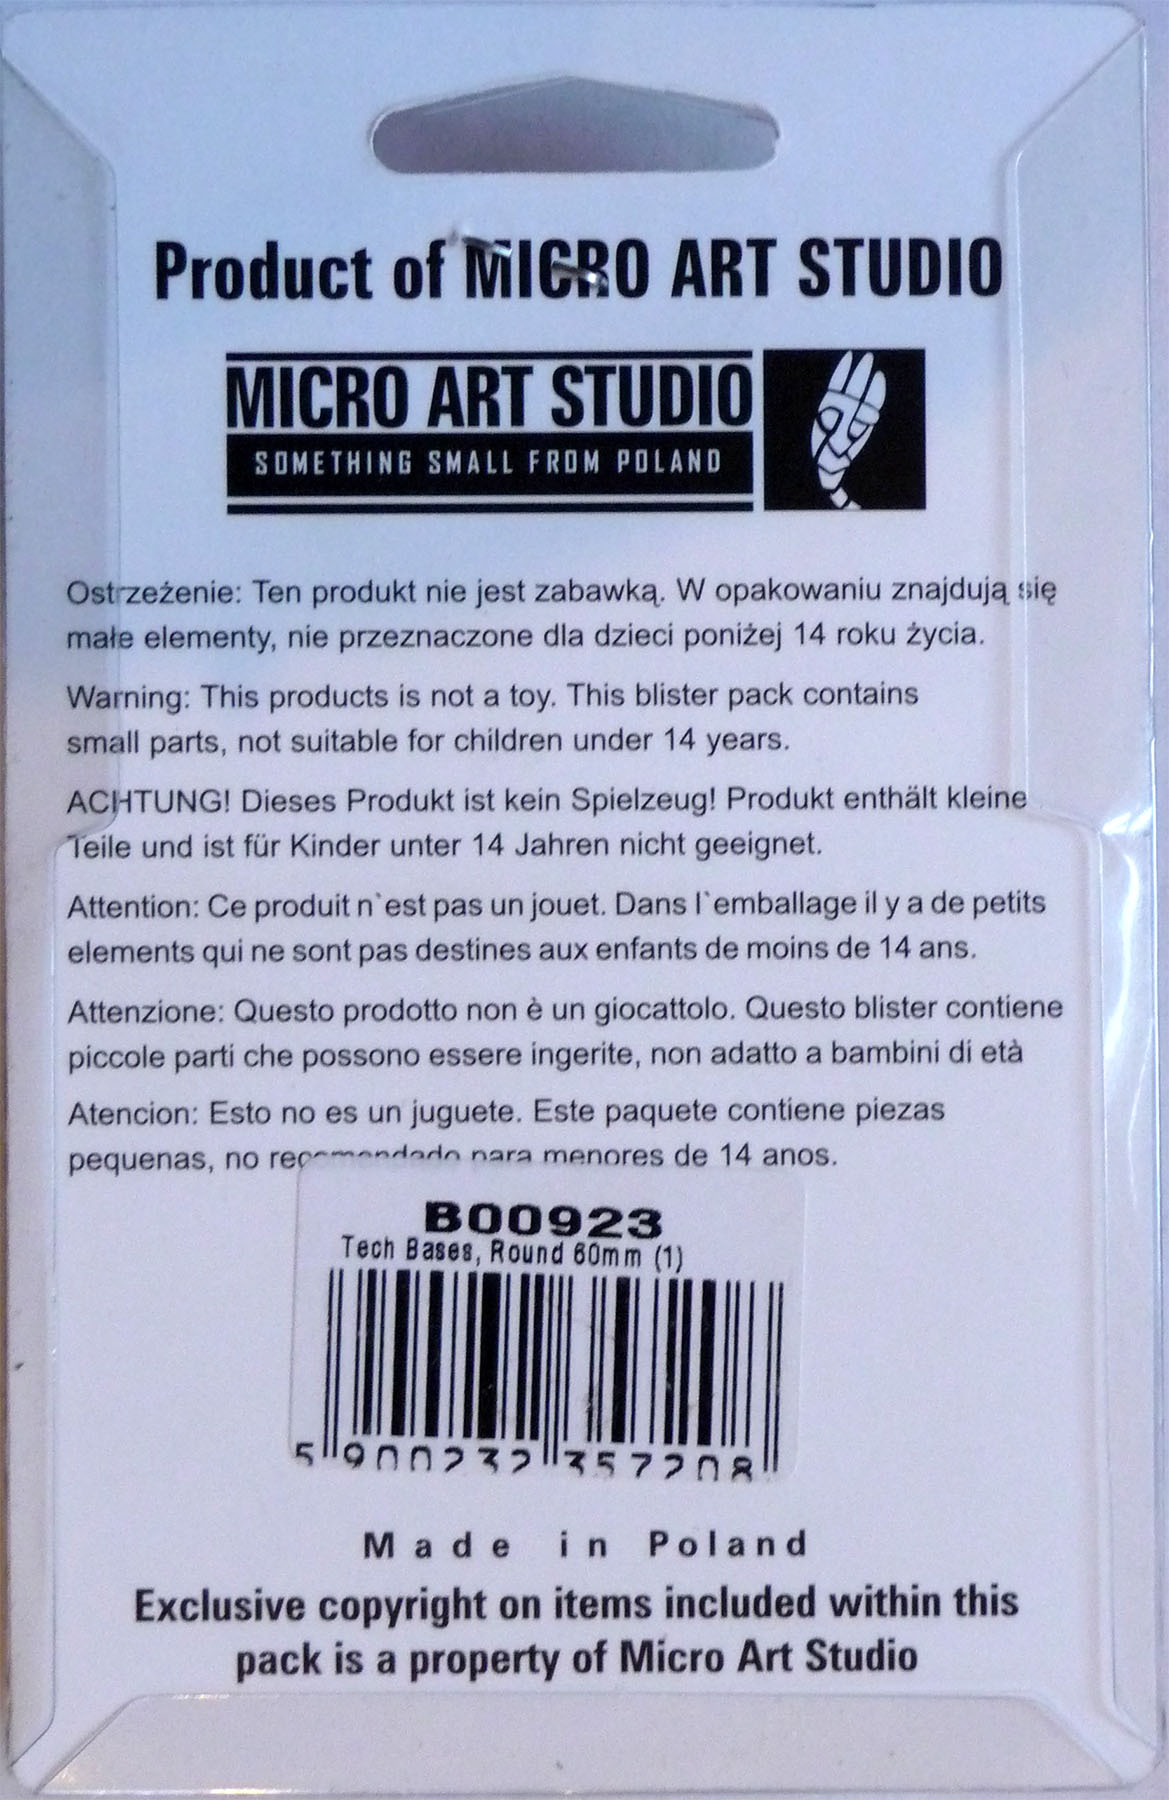 Product of MICRO ART STUDIO
MICRO ART STUDIO
SOMETHING SMALL FROM POLAND
Ostrzeżenie: Ten produkt nie jest zabawką. W opakowaniu znajdują się
małe elementy, nie przeznaczone dla dzieci poniżej 14 roku życia.
Warning: This products is not a toy. This blister pack contains
small parts, not suitable for children under 14 years.
ACHTUNG! Dieses Produkt ist kein Spielzeug! Produkt enthält kleine
Teile und ist für Kinder unter 14 Jahren nicht geeignet.
Attention: Ce produit n`est pas un jouet. Dans l`emballage il y a de petits
elements qui ne sont pas destines aux enfants de moins de 14 ans.
Attenzione: Questo prodotto non è un giocattolo. Questo blister contiene
piccole parti che possono essere ingerite, non adatto a bambini di età
Atencion: Esto no es un juguete. Este paquete contiene piezas
pequenas, no recomendado para menores de 14 anos.
B00923
Tech Bases, Round 60mm (1)
5 900232 357208
Made in Poland
Exclusive copyright on items included within this
pack is a property of Micro Art Studio